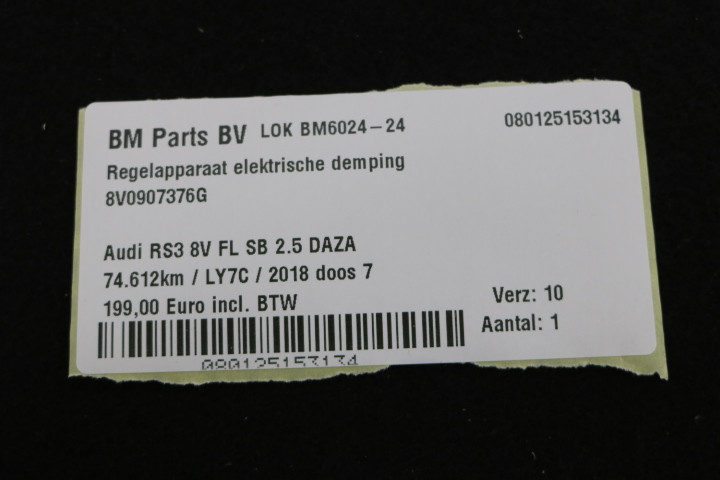 BM Parts BV LOK BM6024-24 080125153134
Regelapparaat elektrische demping
8V0907376G
Audi RS3 8V FL SB 2.5 DAZA
74.612km / LY7C / 2018 doos 7
199,00 Euro incl. BTW Verz: 10
Aantal: 1
080125153134